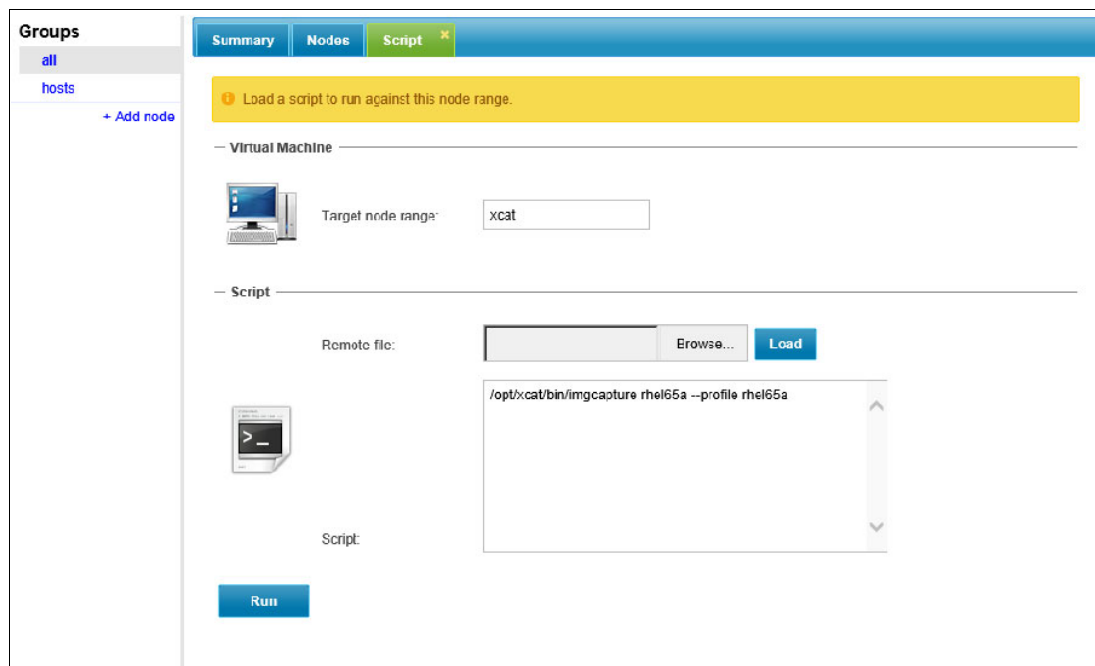 Groups
all
hosts
+ Add node
Summary Nodes Script ×
Load a script to run against this node range.
Virtual Machine
Target node range: xcat
Script
Remote file: Browse... Load
/opt/xcat/bin/imgcapture rhel65a --profile rhel65a
>_
Script:
Run